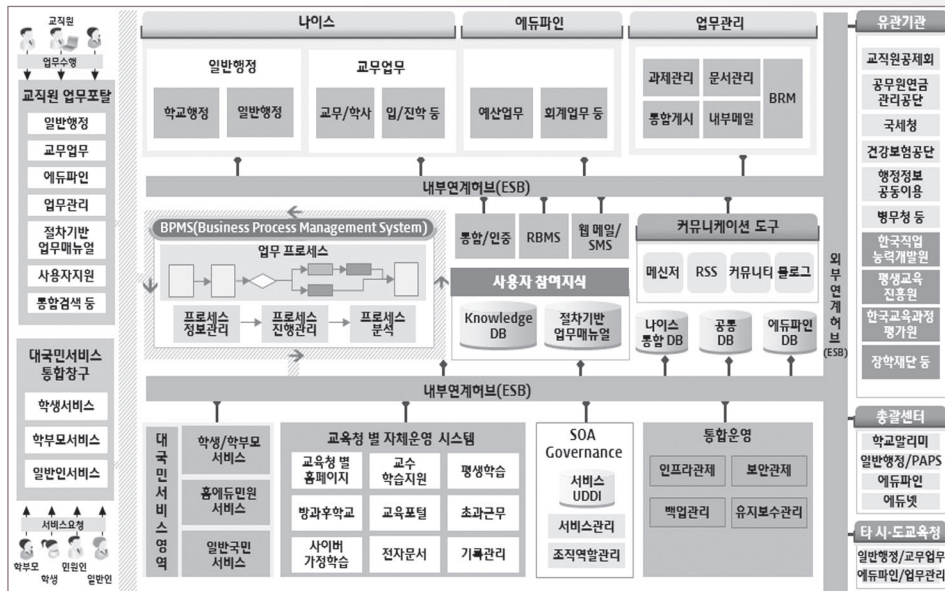 교직원
업무수행
교직원 업무포탈
일반행정
교무업무
에듀파인
업무관리
절차기반
업무매뉴얼
사용자지원
통합검색 등
대국민서비스
통합창구
학생서비스
학부모서비스
일반인서비스
서비스요청
학부모
학생
민원인
일반인
나이스
일반행정
학교행정
일반행정
교무업무
교무/학사
입/진학 등
에듀파인
예산업무
회계업무 등
업무관리
과제관리
문서관리
통합게시
내부메일
BRM
내부연계허브(ESB)
BPMS(Business Process Management System)
업무 프로세스
프로세스
정보관리
프로세스
진행관리
프로세스
분석
통합/인증
RBMS
웹 메일/
SMS
사용자 참여지식
Knowledge
DB
절차기반
업무매뉴얼
커뮤니케이션 도구
메신저
RSS
커뮤니티
블로그
나이스
통합 DB
공통
DB
에듀파인
DB
내부연계허브(ESB)
대국민서비스영역
학생/학부모
서비스
홈에듀민원
서비스
일반국민
서비스
교육청 별 자체운영 시스템
교육청 별
홈페이지
교수
학습지원
평생학습
방과후학교
교육포털
초과근무
사이버
가정학습
전자문서
기록관리
SOA
Governance
서비스
UDDI
서비스관리
조직역할관리
통합운영
인프라관제
보안관제
백업관리
유지보수관리
외부연계허브
(ESB)
유관기관
교직원공제회
공무원연금
관리공단
국세청
건강보험공단
행정정보
공동이용
병무청 등
한국직업
능력개발원
평생교육
진흥원
한국교육과정
평가원
장학재단 등
총괄센터
학교알리미
일반행정/PAPS
에듀파인
에듀넷
타 시·도교육청
일반행정/교무업무
에듀파인/업무관리